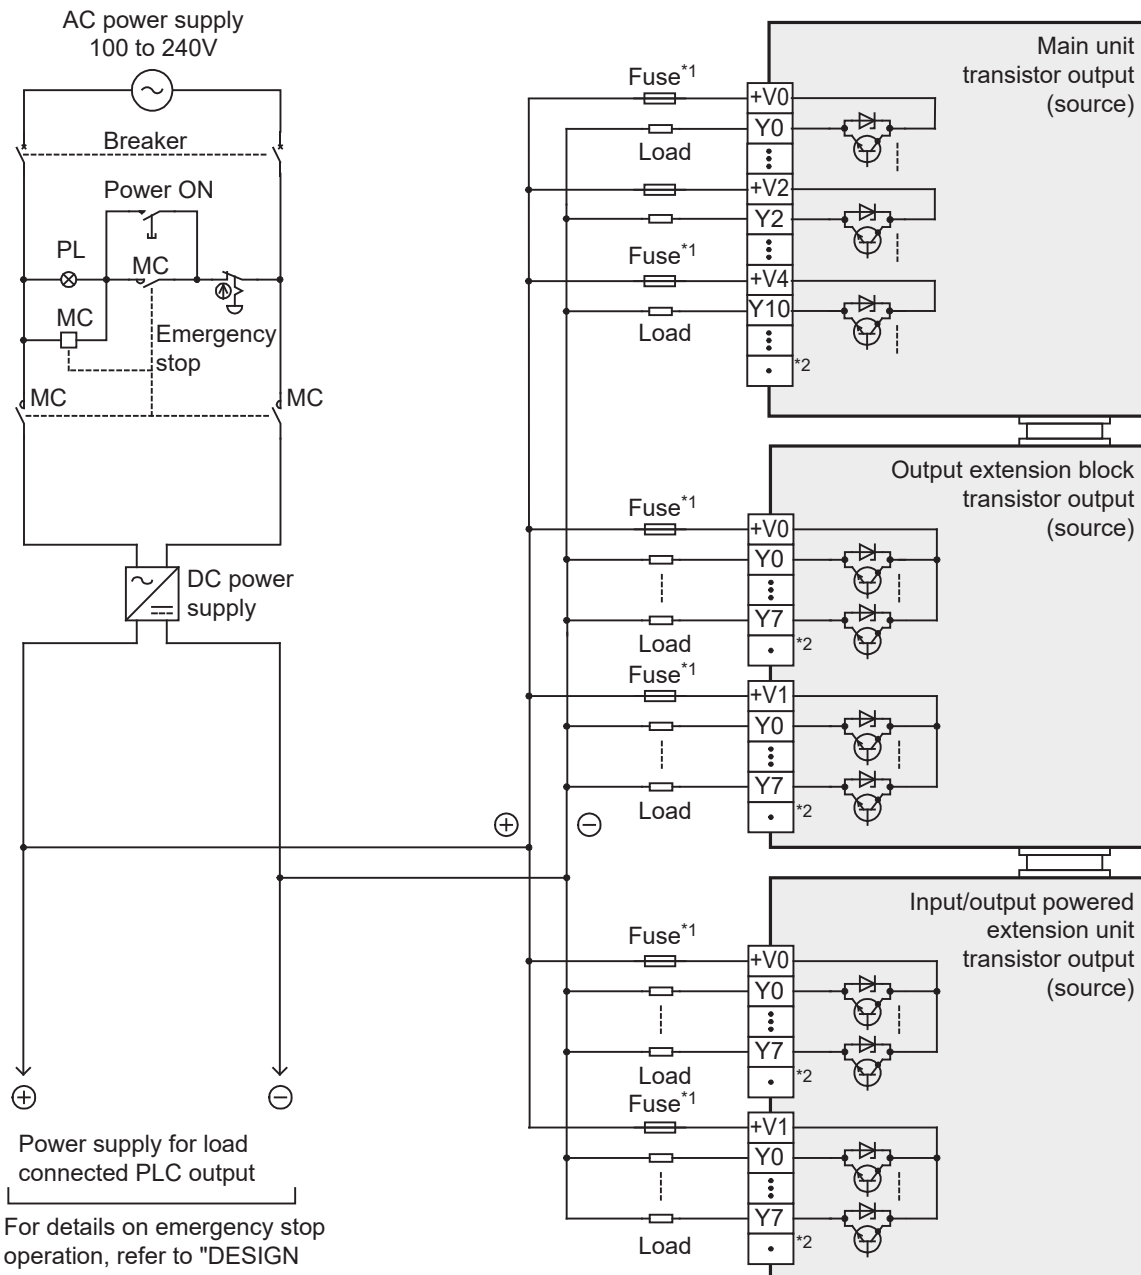 AC power supply
100 to 240V
Breaker
Power ON
PL
MC
MC
Emergency
stop
MC
MC
DC power
supply
Power supply for load
connected PLC output
For details on emergency stop
operation, refer to "DESIGN
Main unit
transistor output
(source)
Fuse*1
+V0
Y0
Load
+V2
Y2
Fuse*1
+V4
Y10
Load
*2
Output extension block
transistor output
(source)
Fuse*1
+V0
Y0
Y7
Load
*2
Fuse*1
+V1
Y0
Y7
Load
*2
Input/output powered
extension unit
transistor output
(source)
Fuse*1
+V0
Y0
Y7
Load
*2
Fuse*1
+V1
Y0
Y7
Load
*2